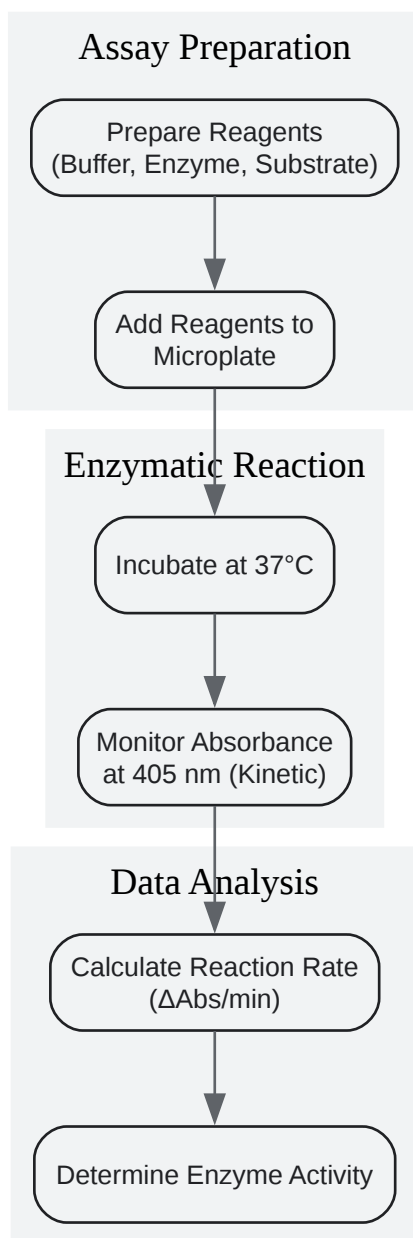 Assay Preparation
Prepare Reagents
(Buffer, Enzyme, Substrate)
Add Reagents to
Microplate
Enzymatic Reaction
Incubate at 37°C
Monitor Absorbance
at 405 nm (Kinetic)
Data Analysis
Calculate Reaction Rate
(ΔAbs/min)
Determine Enzyme Activity